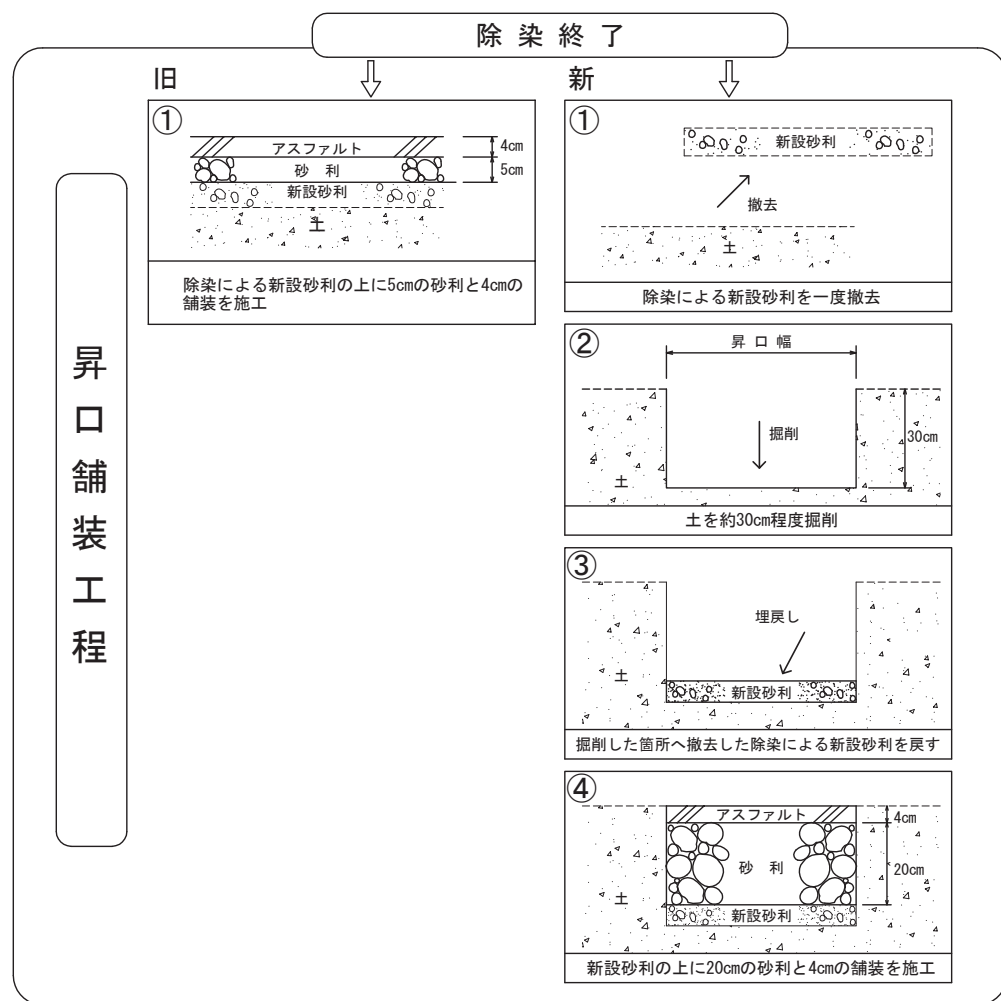 除染終了
昇口舗装工程
旧
①
アスファルト
4cm
砂利
5cm
新設砂利
土
除染による新設砂利の上に5cmの砂利と4cmの
舗装を施工
新
①
新設砂利
撤去
土
除染による新設砂利を一度撤去
②
昇口幅
掘削
30cm
土
土を約30cm程度掘削
③
埋戻し
土
新設砂利
掘削した箇所へ撤去した除染による新設砂利を戻す
④
アスファルト
4cm
砂利
20cm
土
新設砂利
新設砂利の上に20cmの砂利と4cmの舗装を施工